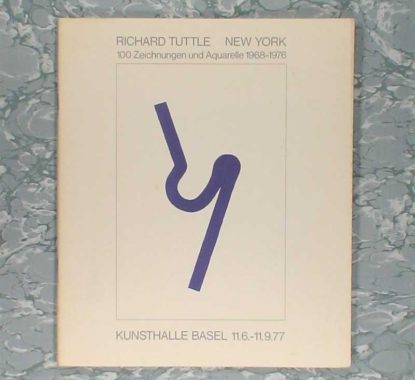 RICHARD TUTTLE NEW YORK
100 Zeichnungen und Aquarelle 1968-1976
KUNSTHALLE BASEL 11.6.-11.9.77